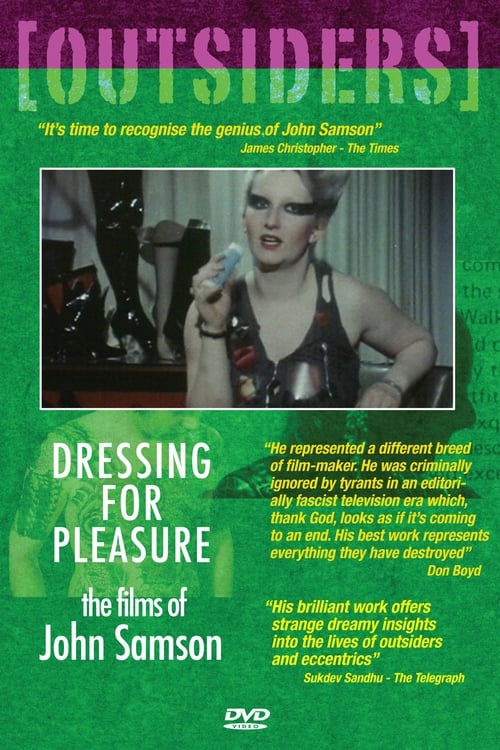 [OUTSIDERS]
“It’s time to recognise the genius of John Samson”
James Christopher - The Times
com
the s
Walk
DRESSING
FOR
PLEASURE
the films of
John Samson
“He represented a different breed
of film-maker. He was criminally
ignored by tyrants in an editori-
ally fascist television era which,
thank God, looks as if it’s coming
to an end. His best work represents
everything they have destroyed”
Don Boyd
“His brilliant work offers
strange dreamy insights
into the lives of outsiders
and eccentrics”
Sukdev Sandhu - The Telegraph
DVD
VIDEO